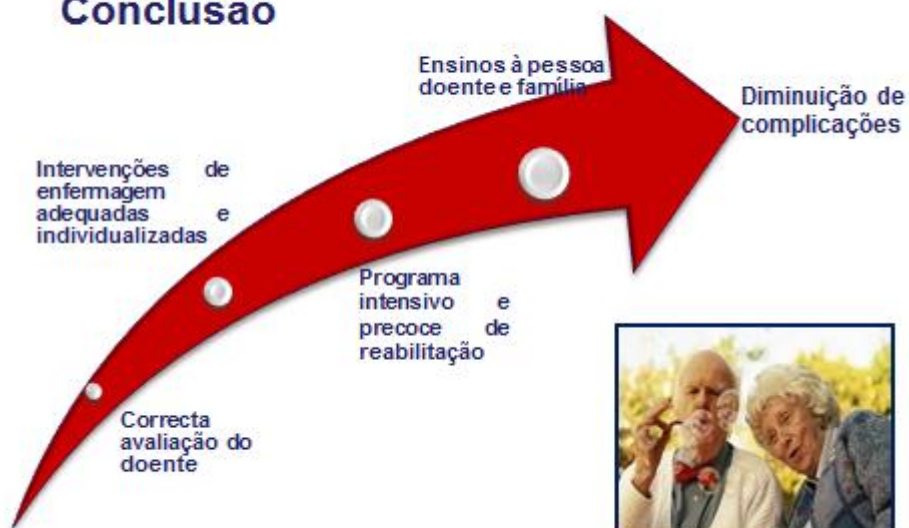 Conclusão
Ensinos à pessoa
doente e família
Diminuição de
complicações
Intervenções de
enfermagem
adequadas e
individualizadas
Programa
intensivo e
precoce de
reabilitação
Correcta
avaliação do
doente